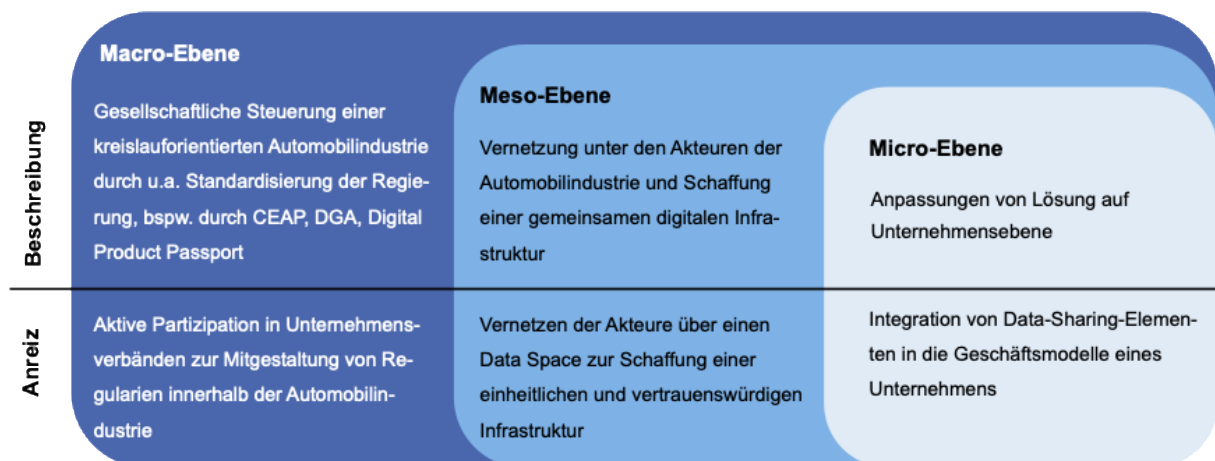 Macro-Ebene
Gesellschaftliche Steuerung einer
kreislauforientierten Automobilindustrie
durch u.a. Standardisierung der Regie-
rung, bspw. durch CEAP, DGA, Digital
Product Passport
Meso-Ebene
Vernetzung unter den Akteuren der
Automobilindustrie und Schaffung
einer gemeinsamen digitalen Infra-
struktur
Micro-Ebene
Anpassungen von Lösung auf
Unternehmensebene
Beschreibung
Anreiz
Aktive Partizipation in Unternehmens-
verbänden zur Mitgestaltung von Re-
gularien innerhalb der Automobilin-
dustrie
Vernetzen der Akteure über einen
Data Space zur Schaffung einer
einheitlichen und vertrauenswürdigen
Infrastruktur
Integration von Data-Sharing-Elemen-
ten in die Geschäftsmodelle eines
Unternehmens